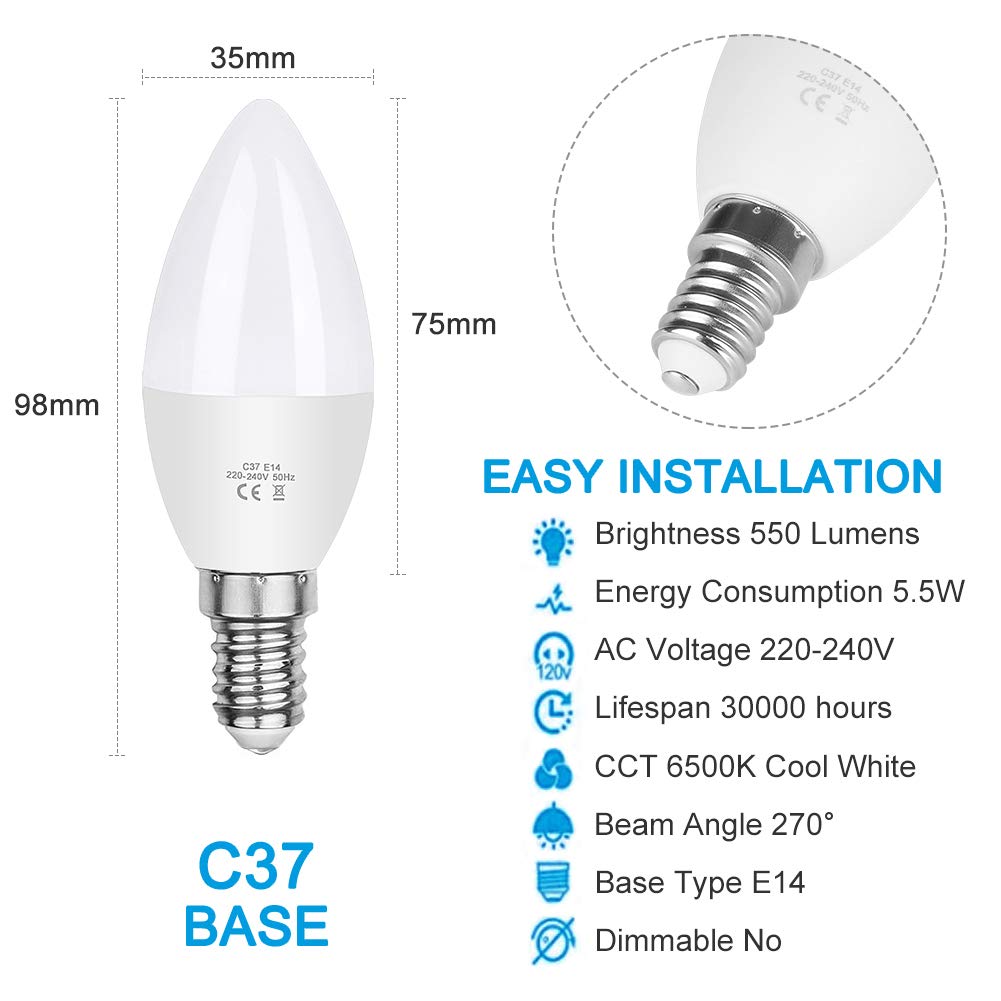 35mm
98mm
75mm
C37 E14
220-240V 50Hz
CE
C37 E14
220-240V 50Hz
CE
C37
BASE
EASY INSTALLATION
Brightness 550 Lumens
Energy Consumption 5.5W
AC Voltage 220-240V
120v
Lifespan 30000 hours
CCT 6500K Cool White
Beam Angle 270°
Base Type E14
Dimmable No